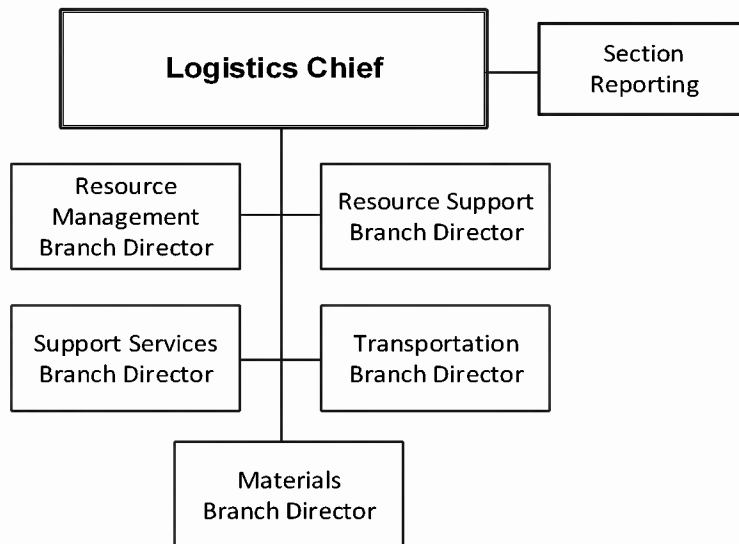 Logistics Chief
Section
Reporting
Resource
Management
Branch Director
Resource Support
Branch Director
Support Services
Branch Director
Transportation
Branch Director
Materials
Branch Director